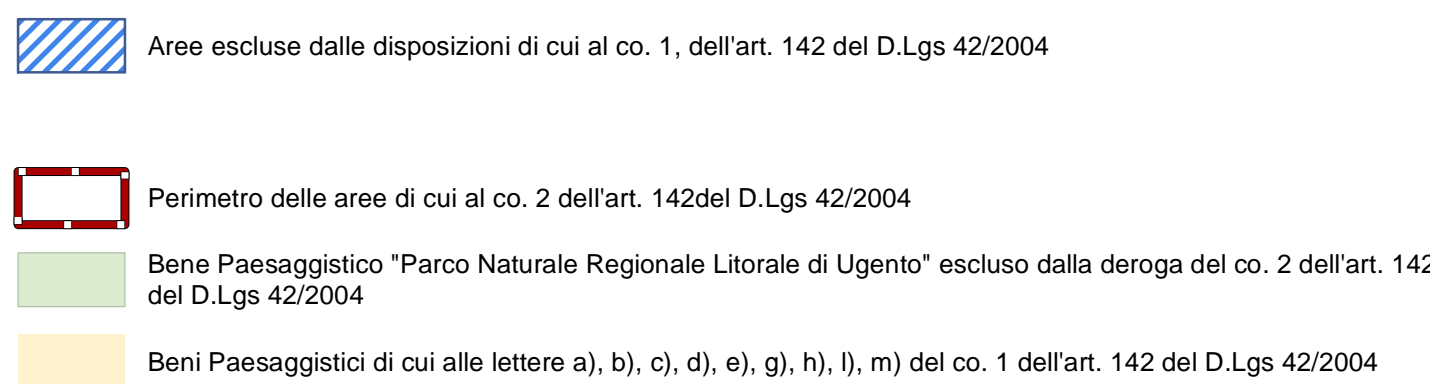 Aree escluse dalle disposizioni di cui al co. 1, dell'art. 142 del D.Lgs 42/2004
Perimetro delle aree di cui al co. 2 dell'art. 142del D.Lgs 42/2004
Bene Paesaggistico "Parco Naturale Regionale Litorale di Ugento" escluso dalla deroga del co. 2 dell'art. 142
del D.Lgs 42/2004
Beni Paesaggistici di cui alle lettere a), b), c), d), e), g), h), l), m) del co. 1 dell'art. 142 del D.Lgs 42/2004